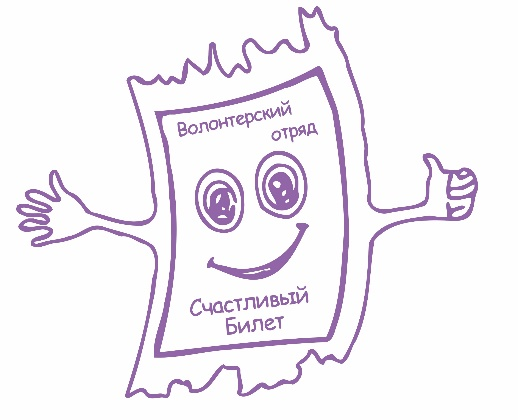 Волонтерский
отряд
Счастливый
Билет